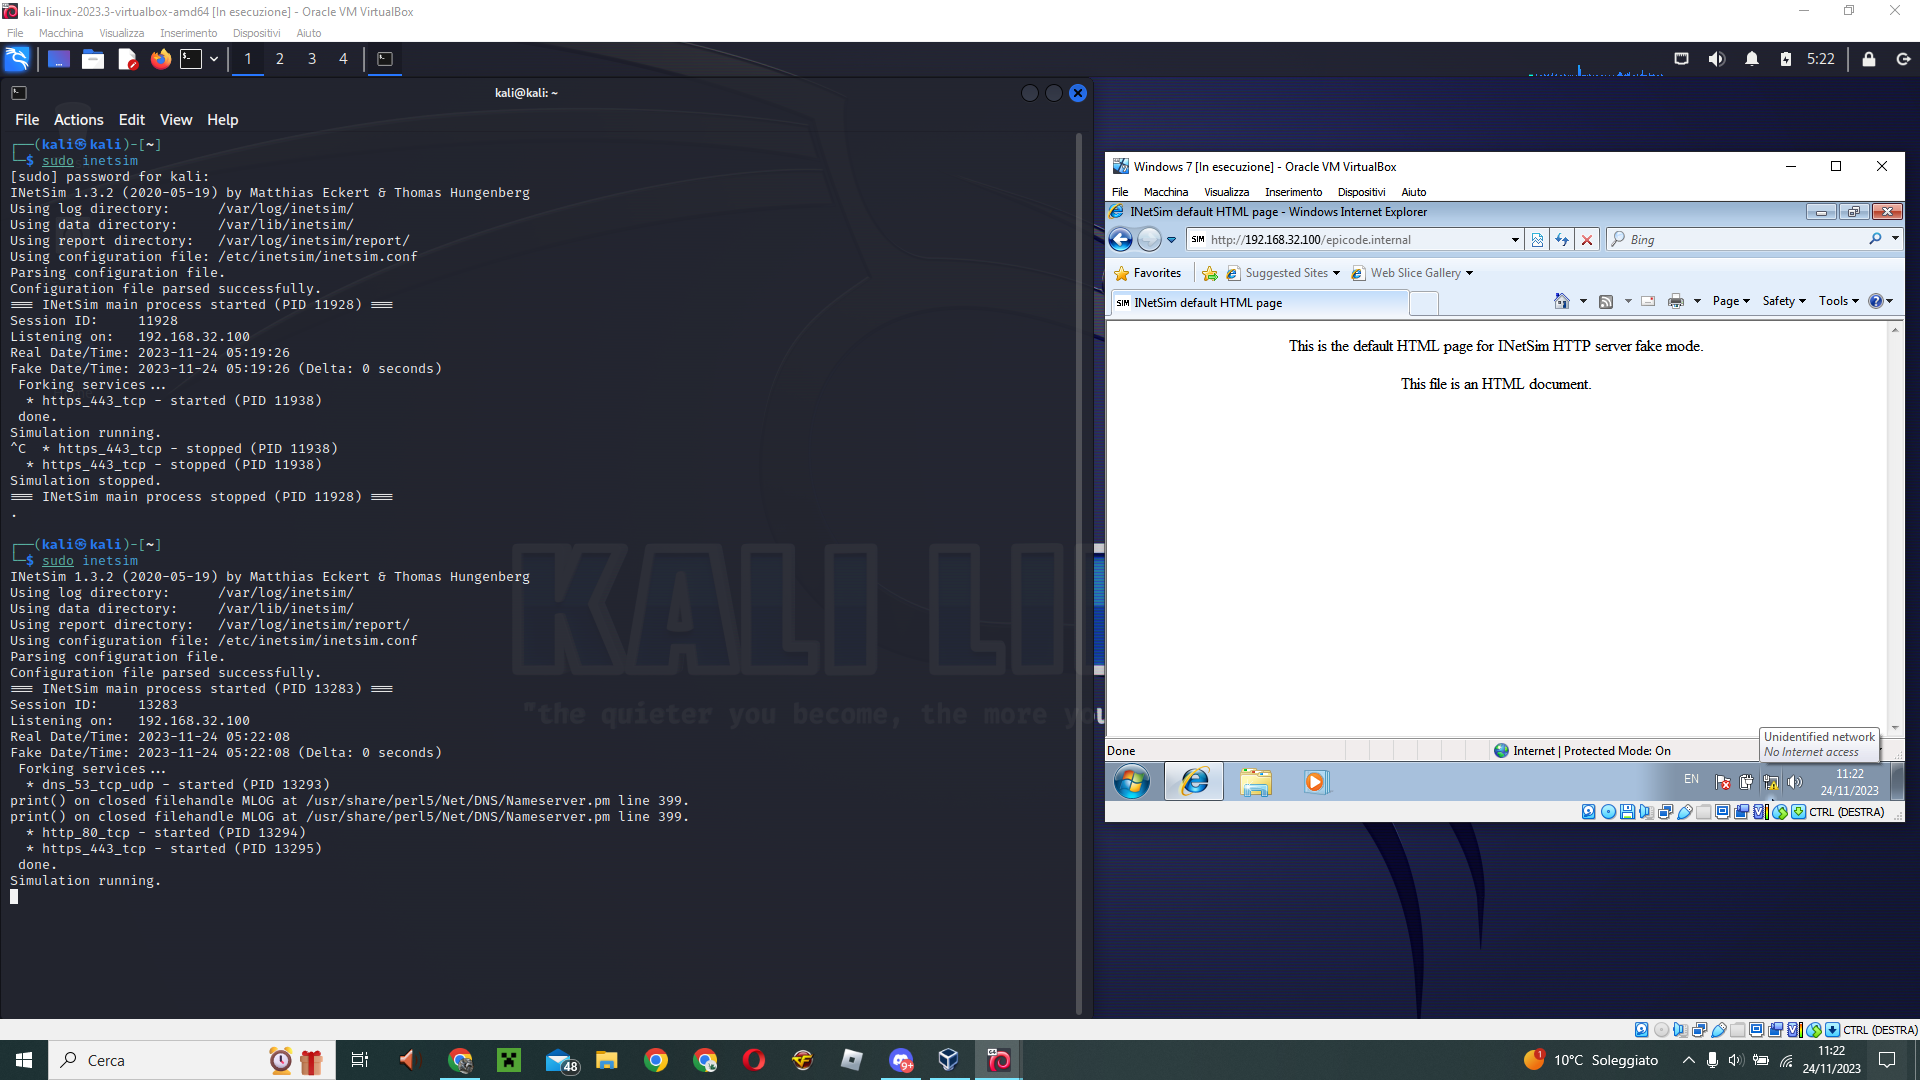 kali-linux-2023.3-virtualbox-amd64 [In esecuzione] - Oracle VM VirtualBox
File Macchina Visualizza Inserimento Dispositivi Aiuto
1 2 3 4
5:22
kali@kali: ~
File Actions Edit View Help
┌──(kali㉿kali)-[~]
└─$ sudo inetsim
[sudo] password for kali:
INetSim 1.3.2 (2020-05-19) by Matthias Eckert & Thomas Hungenberg
Using log directory:      /var/log/inetsim/
Using data directory:     /var/lib/inetsim/
Using report directory:   /var/log/inetsim/report/
Using configuration file: /etc/inetsim/inetsim.conf
Parsing configuration file.
Configuration file parsed successfully.
=== INetSim main process started (PID 11928) ===
Session ID:     11928
Listening on:   192.168.32.100
Real Date/Time: 2023-11-24 05:19:26
Fake Date/Time: 2023-11-24 05:19:26 (Delta: 0 seconds)
 Forking services...
  * https_443_tcp - started (PID 11938)
 done.
Simulation running.
^C  * https_443_tcp - stopped (PID 11938)
  * https_443_tcp - stopped (PID 11938)
Simulation stopped.
=== INetSim main process stopped (PID 11928) ===
.
┌──(kali㉿kali)-[~]
└─$ sudo inetsim
INetSim 1.3.2 (2020-05-19) by Matthias Eckert & Thomas Hungenberg
Using log directory:      /var/log/inetsim/
Using data directory:     /var/lib/inetsim/
Using report directory:   /var/log/inetsim/report/
Using configuration file: /etc/inetsim/inetsim.conf
Parsing configuration file.
Configuration file parsed successfully.
=== INetSim main process started (PID 13283) ===
Session ID:     13283
Listening on:   192.168.32.100
Real Date/Time: 2023-11-24 05:22:08
Fake Date/Time: 2023-11-24 05:22:08 (Delta: 0 seconds)
 Forking services...
  * dns_53_tcp_udp - started (PID 13293)
print() on closed filehandle MLOG at /usr/share/perl5/Net/DNS/Nameserver.pm line 399.
print() on closed filehandle MLOG at /usr/share/perl5/Net/DNS/Nameserver.pm line 399.
  * http_80_tcp - started (PID 13294)
  * https_443_tcp - started (PID 13295)
 done.
Simulation running.
KALI LI
"the quieter you become, the more you
Windows 7 [In esecuzione] - Oracle VM VirtualBox
File Macchina Visualizza Inserimento Dispositivi Aiuto
INetSim default HTML page - Windows Internet Explorer
SIM http://192.168.32.100/epicode.internal
Bing
Favorites Suggested Sites Web Slice Gallery
SIM INetSim default HTML page
Page Safety Tools
This is the default HTML page for INetSim HTTP server fake mode.
This file is an HTML document.
Unidentified network
No Internet access
Done
Internet | Protected Mode: On
EN
11:22
24/11/2023
CTRL (DESTRA)
CTRL (DESTRA)
Cerca
48
9+
64
1
10°C Soleggiato
11:22
24/11/2023